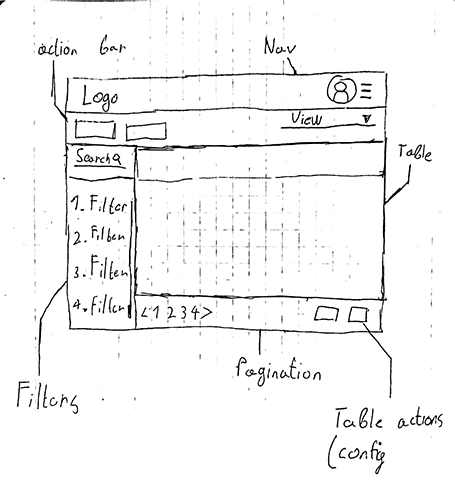 action bar
Nav
Logo
View
Search
Table
1. Filter
2. Filter
3. Filter
4. Filter
< 1 2 3 4 >
Pagination
Filters
Table actions
(config